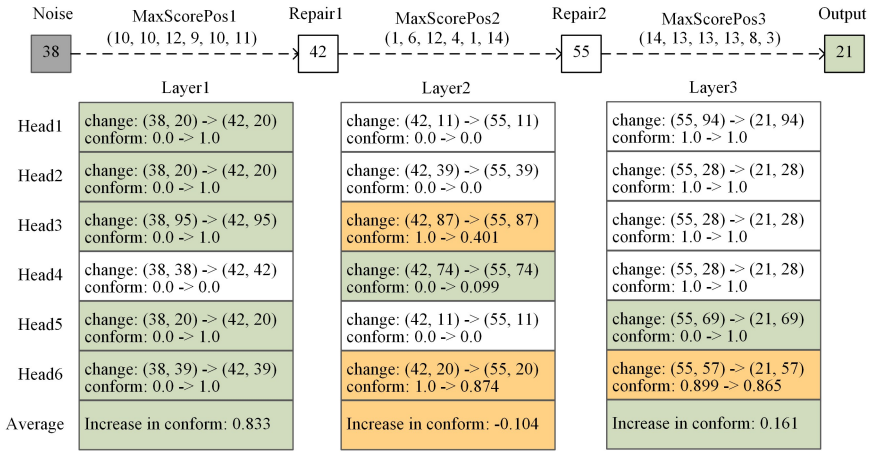 Noise MaxScorePos1 Repair1 MaxScorePos2 Repair2 MaxScorePos3 Output
(10, 10, 12, 9, 10, 11) (1, 6, 12, 4, 1, 14) (14, 13, 13, 13, 8, 3)
38 42 55 21
Layer1 Layer2 Layer3
Head1 change: (38, 20) -> (42, 20) change: (42, 11) -> (55, 11) change: (55, 94) -> (21, 94)
conform: 0.0 -> 1.0 conform: 0.0 -> 0.0 conform: 1.0 -> 1.0
Head2 change: (38, 20) -> (42, 20) change: (42, 39) -> (55, 39) change: (55, 28) -> (21, 28)
conform: 0.0 -> 1.0 conform: 0.0 -> 0.0 conform: 1.0 -> 1.0
Head3 change: (38, 95) -> (42, 95) change: (42, 87) -> (55, 87) change: (55, 28) -> (21, 28)
conform: 0.0 -> 1.0 conform: 1.0 -> 0.401 conform: 1.0 -> 1.0
Head4 change: (38, 38) -> (42, 42) change: (42, 74) -> (55, 74) change: (55, 28) -> (21, 28)
conform: 0.0 -> 0.0 conform: 0.0 -> 0.099 conform: 1.0 -> 1.0
Head5 change: (38, 20) -> (42, 20) change: (42, 11) -> (55, 11) change: (55, 69) -> (21, 69)
conform: 0.0 -> 1.0 conform: 0.0 -> 0.0 conform: 0.0 -> 1.0
Head6 change: (38, 39) -> (42, 39) change: (42, 20) -> (55, 20) change: (55, 57) -> (21, 57)
conform: 0.0 -> 1.0 conform: 1.0 -> 0.874 conform: 0.899 -> 0.865
Average Increase in conform: 0.833 Increase in conform: -0.104 Increase in conform: 0.161